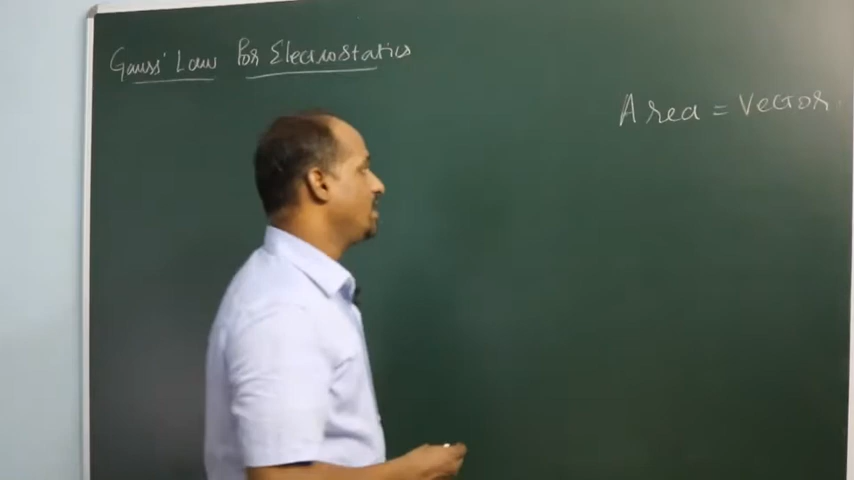 Gauss' Law for Electrostatics
Area = Vector.